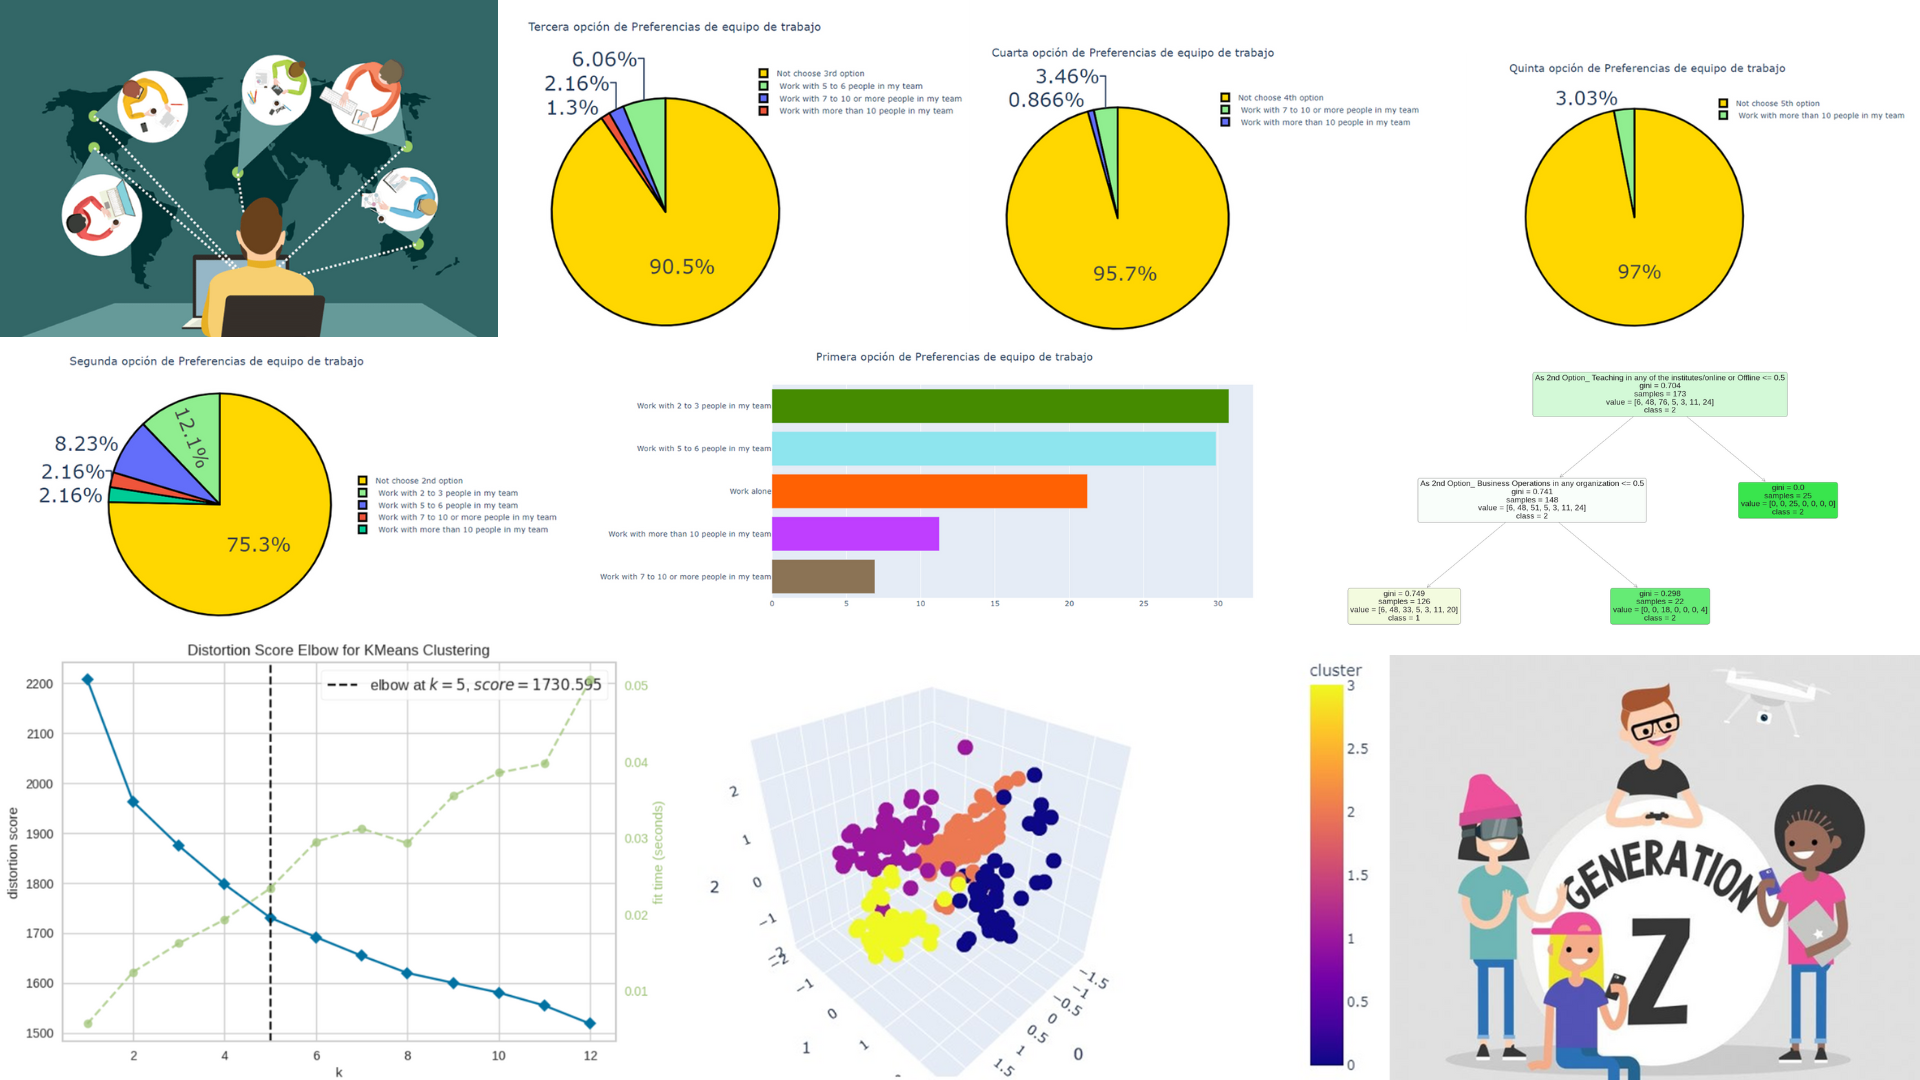 Tercera opción de Preferencias de equipo de trabajo
6.06%
2.16%
1.3%
90.5%
Not choose 3rd option
Work with 5 to 6 people in my team
Work with 7 to 10 or more people in my team
Work with more than 10 people in my team
Cuarta opción de Preferencias de equipo de trabajo
3.46%
0.866%
95.7%
Not choose 4th option
Work with 7 to 10 or more people in my team
Work with more than 10 people in my team
Quinta opción de Preferencias de equipo de trabajo
3.03%
97%
Not choose 5th option
Work with more than 10 people in my team
Segunda opción de Preferencias de equipo de trabajo
12.1%
8.23%
2.16%
2.16%
75.3%
Not choose 2nd option
Work with 2 to 3 people in my team
Work with 5 to 6 people in my team
Work with 7 to 10 or more people in my team
Work with more than 10 people in my team
Primera opción de Preferencias de equipo de trabajo
Work with 2 to 3 people in my team
Work with 5 to 6 people in my team
Work alone
Work with more than 10 people in my team
Work with 7 to 10 or more people in my team
0 5 10 15 20 25 30
As 2nd Option_ Teaching in any of the institutes/online or Offline <= 0.5
gini = 0.704
samples = 173
value = [6, 48, 76, 5, 3, 11, 24]
class = 2
As 2nd Option_ Business Operations in any organization <= 0.5
gini = 0.741
samples = 148
value = [6, 48, 51, 5, 3, 11, 24]
class = 2
gini = 0.0
samples = 25
value = [0, 0, 25, 0, 0, 0, 0]
class = 2
gini = 0.749
samples = 126
value = [6, 48, 33, 5, 3, 11, 20]
class = 1
gini = 0.298
samples = 22
value = [0, 0, 18, 0, 0, 0, 4]
class = 2
Distortion Score Elbow for KMeans Clustering
elbow at k = 5, score = 1730.595
distortion score
2200
2100
2000
1900
1800
1700
1600
1500
2 4 6 8 10 12
k
0.05
0.04
0.03
0.02
0.01
fit time (seconds)
2
1
0
−1
−2
2
−2
−1
0
1
1
−1.5
−1
−0.5
0
0.5
1
1.5
0
cluster
3
2.5
2
1.5
1
0.5
0
GENERATION
Z